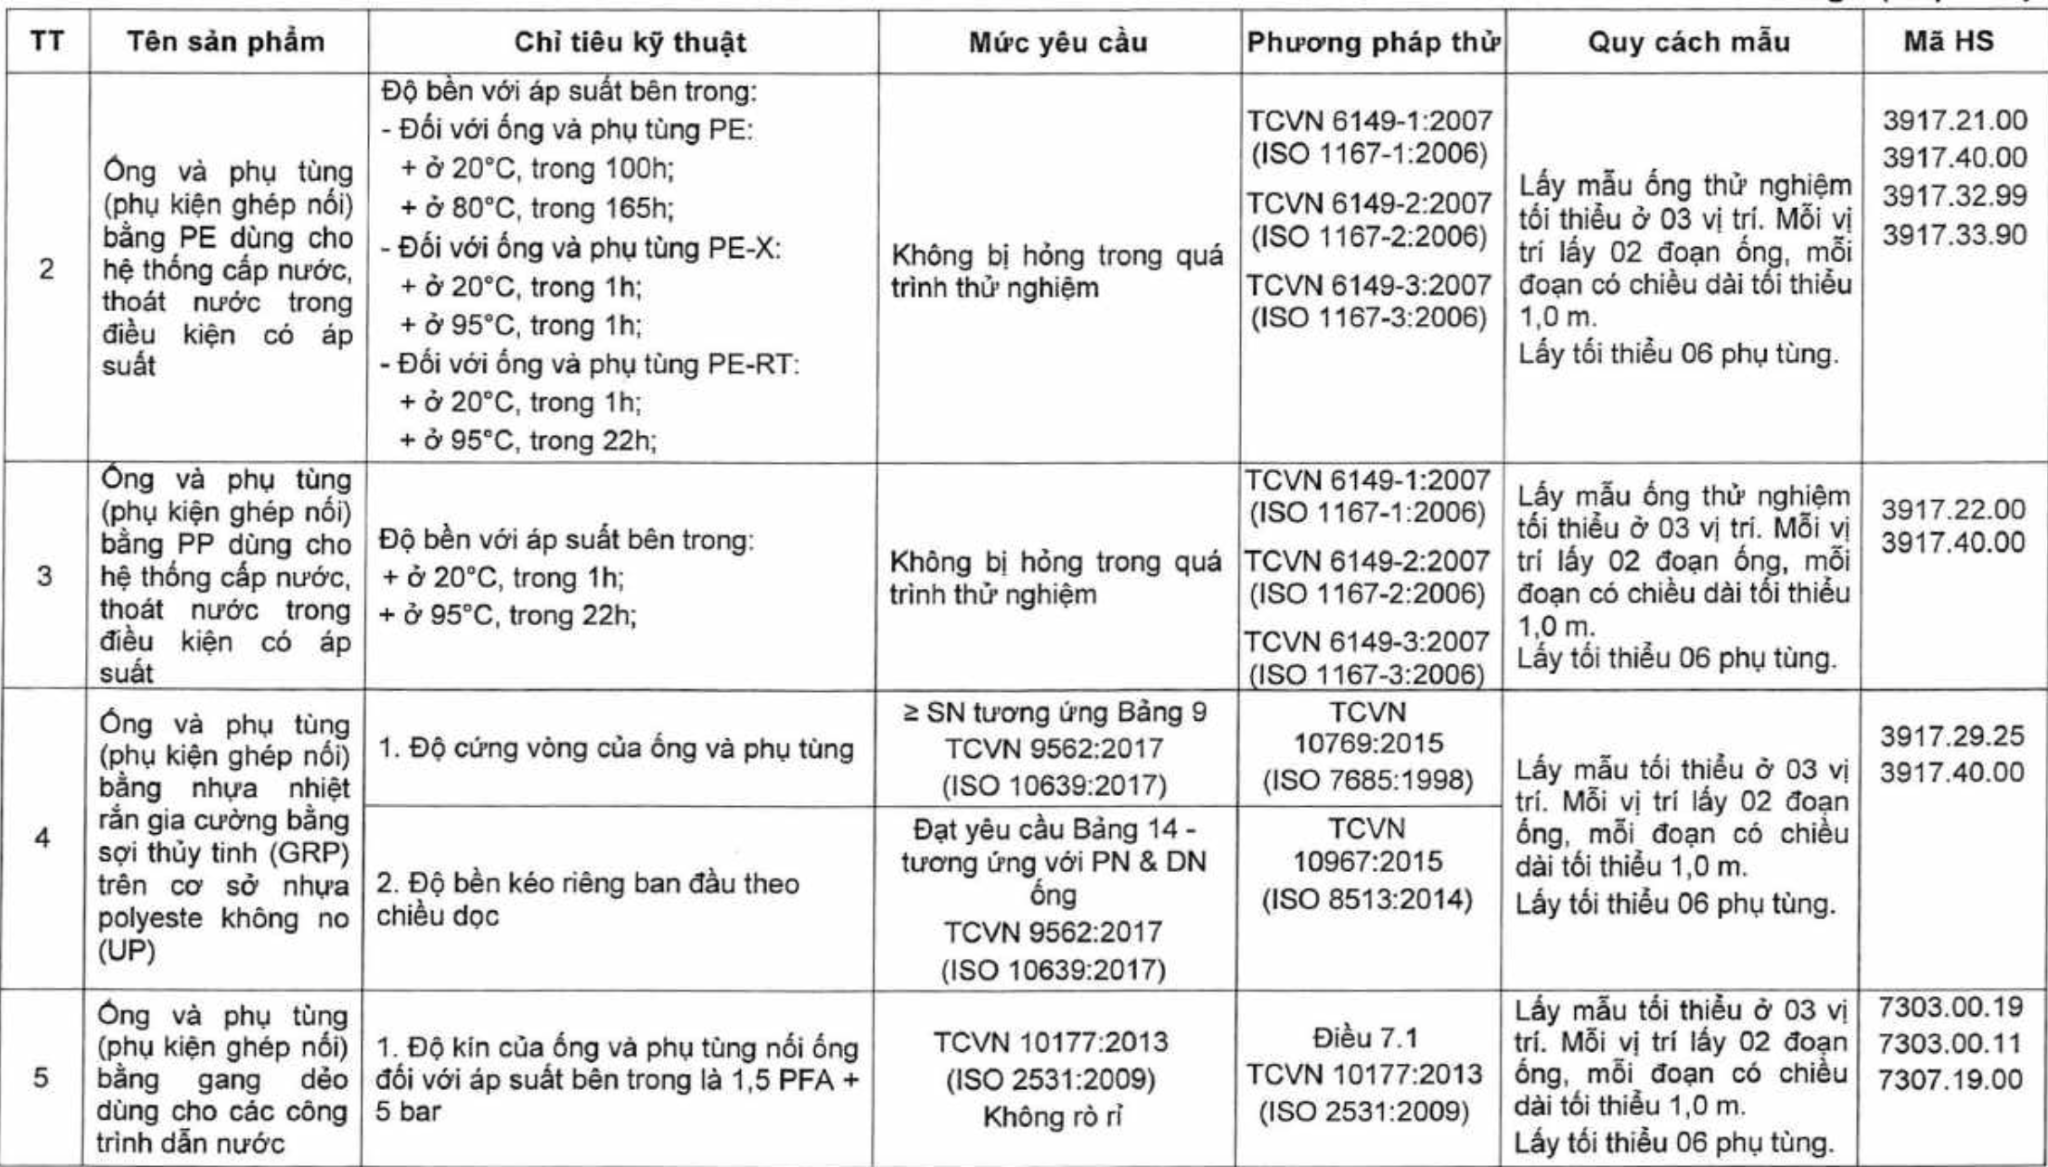 TT Tên sản phẩm Chỉ tiêu kỹ thuật Mức yêu cầu Phương pháp thử Quy cách mẫu Mã HS
2
Ống và phụ tùng
(phụ kiện ghép nối)
bằng PE dùng cho
hệ thống cấp nước,
thoát nước trong
điều kiện có áp
suất
Độ bền với áp suất bên trong:
- Đối với ống và phụ tùng PE:
+ ở 20°C, trong 100h;
+ ở 80°C, trong 165h;
- Đối với ống và phụ tùng PE-X:
+ ở 20°C, trong 1h;
+ ở 95°C, trong 1h;
- Đối với ống và phụ tùng PE-RT:
+ ở 20°C, trong 1h;
+ ở 95°C, trong 22h;
Không bị hỏng trong quá
trình thử nghiệm
TCVN 6149-1:2007
(ISO 1167-1:2006)
TCVN 6149-2:2007
(ISO 1167-2:2006)
TCVN 6149-3:2007
(ISO 1167-3:2006)
Lấy mẫu ống thử nghiệm
tối thiểu ở 03 vị trí. Mỗi vị
trí lấy 02 đoạn ống, mỗi
đoạn có chiều dài tối thiểu
1,0 m.
Lấy tối thiểu 06 phụ tùng.
3917.21.00
3917.40.00
3917.32.99
3917.33.90
3
Ống và phụ tùng
(phụ kiện ghép nối)
bằng PP dùng cho
hệ thống cấp nước,
thoát nước trong
điều kiện có áp
suất
Độ bền với áp suất bên trong:
+ ở 20°C, trong 1h;
+ ở 95°C, trong 22h;
Không bị hỏng trong quá
trình thử nghiệm
TCVN 6149-1:2007
(ISO 1167-1:2006)
TCVN 6149-2:2007
(ISO 1167-2:2006)
TCVN 6149-3:2007
(ISO 1167-3:2006)
Lấy mẫu ống thử nghiệm
tối thiểu ở 03 vị trí. Mỗi vị
trí lấy 02 đoạn ống, mỗi
đoạn có chiều dài tối thiểu
1,0 m.
Lấy tối thiểu 06 phụ tùng.
3917.22.00
3917.40.00
4
Ống và phụ tùng
(phụ kiện ghép nối)
bằng nhựa nhiệt
rắn gia cường bằng
sợi thủy tinh (GRP)
trên cơ sở nhựa
polyeste không no
(UP)
1. Độ cứng vòng của ống và phụ tùng
≥ SN tương ứng Bảng 9
TCVN 9562:2017
(ISO 10639:2017)
TCVN
10769:2015
(ISO 7685:1998)
2. Độ bền kéo riêng ban đầu theo
chiều dọc
Đạt yêu cầu Bảng 14 -
tương ứng với PN & DN
ống
TCVN 9562:2017
(ISO 10639:2017)
TCVN
10967:2015
(ISO 8513:2014)
Lấy mẫu tối thiểu ở 03 vị
trí. Mỗi vị trí lấy 02 đoạn
ống, mỗi đoạn có chiều
dài tối thiểu 1,0 m.
Lấy tối thiểu 06 phụ tùng.
3917.29.25
3917.40.00
5
Ống và phụ tùng
(phụ kiện ghép nối)
bằng gang dẻo
dùng cho các công
trình dẫn nước
1. Độ kín của ống và phụ tùng nối ống
đối với áp suất bên trong là 1,5 PFA +
5 bar
TCVN 10177:2013
(ISO 2531:2009)
Không rò rỉ
Điều 7.1
TCVN 10177:2013
(ISO 2531:2009)
Lấy mẫu tối thiểu ở 03 vị
trí. Mỗi vị trí lấy 02 đoạn
ống, mỗi đoạn có chiều
dài tối thiểu 1,0 m.
Lấy tối thiểu 06 phụ tùng.
7303.00.19
7303.00.11
7307.19.00